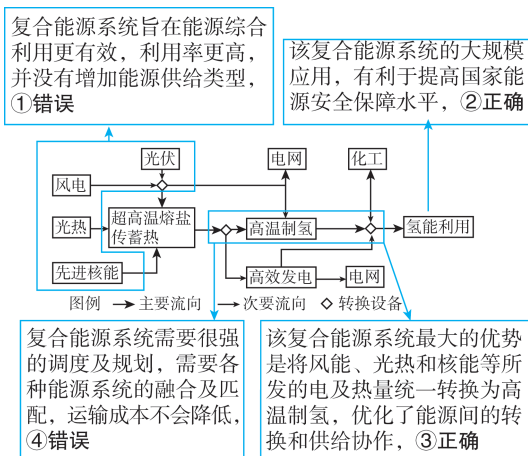 复合能源系统旨在能源综合
利用更有效，利用率更高，
并没有增加能源供给类型，
①错误
该复合能源系统的大规模
应用，有利于提高国家能
源安全保障水平，②正确
光伏
电网
化工
风电
光热
超高温熔盐
传蓄热
高温制氢
氢能利用
先进核能
高效发电
电网
图例 主要流向 次要流向 转换设备
复合能源系统需要很强
的调度及规划，需要各
种能源系统的融合及匹
配，运输成本不会降低，
④错误
该复合能源系统最大的优势
是将风能、光热和核能等所
发的电及热量统一转换为高
温制氢，优化了能源间的转
换和供给协作，③正确